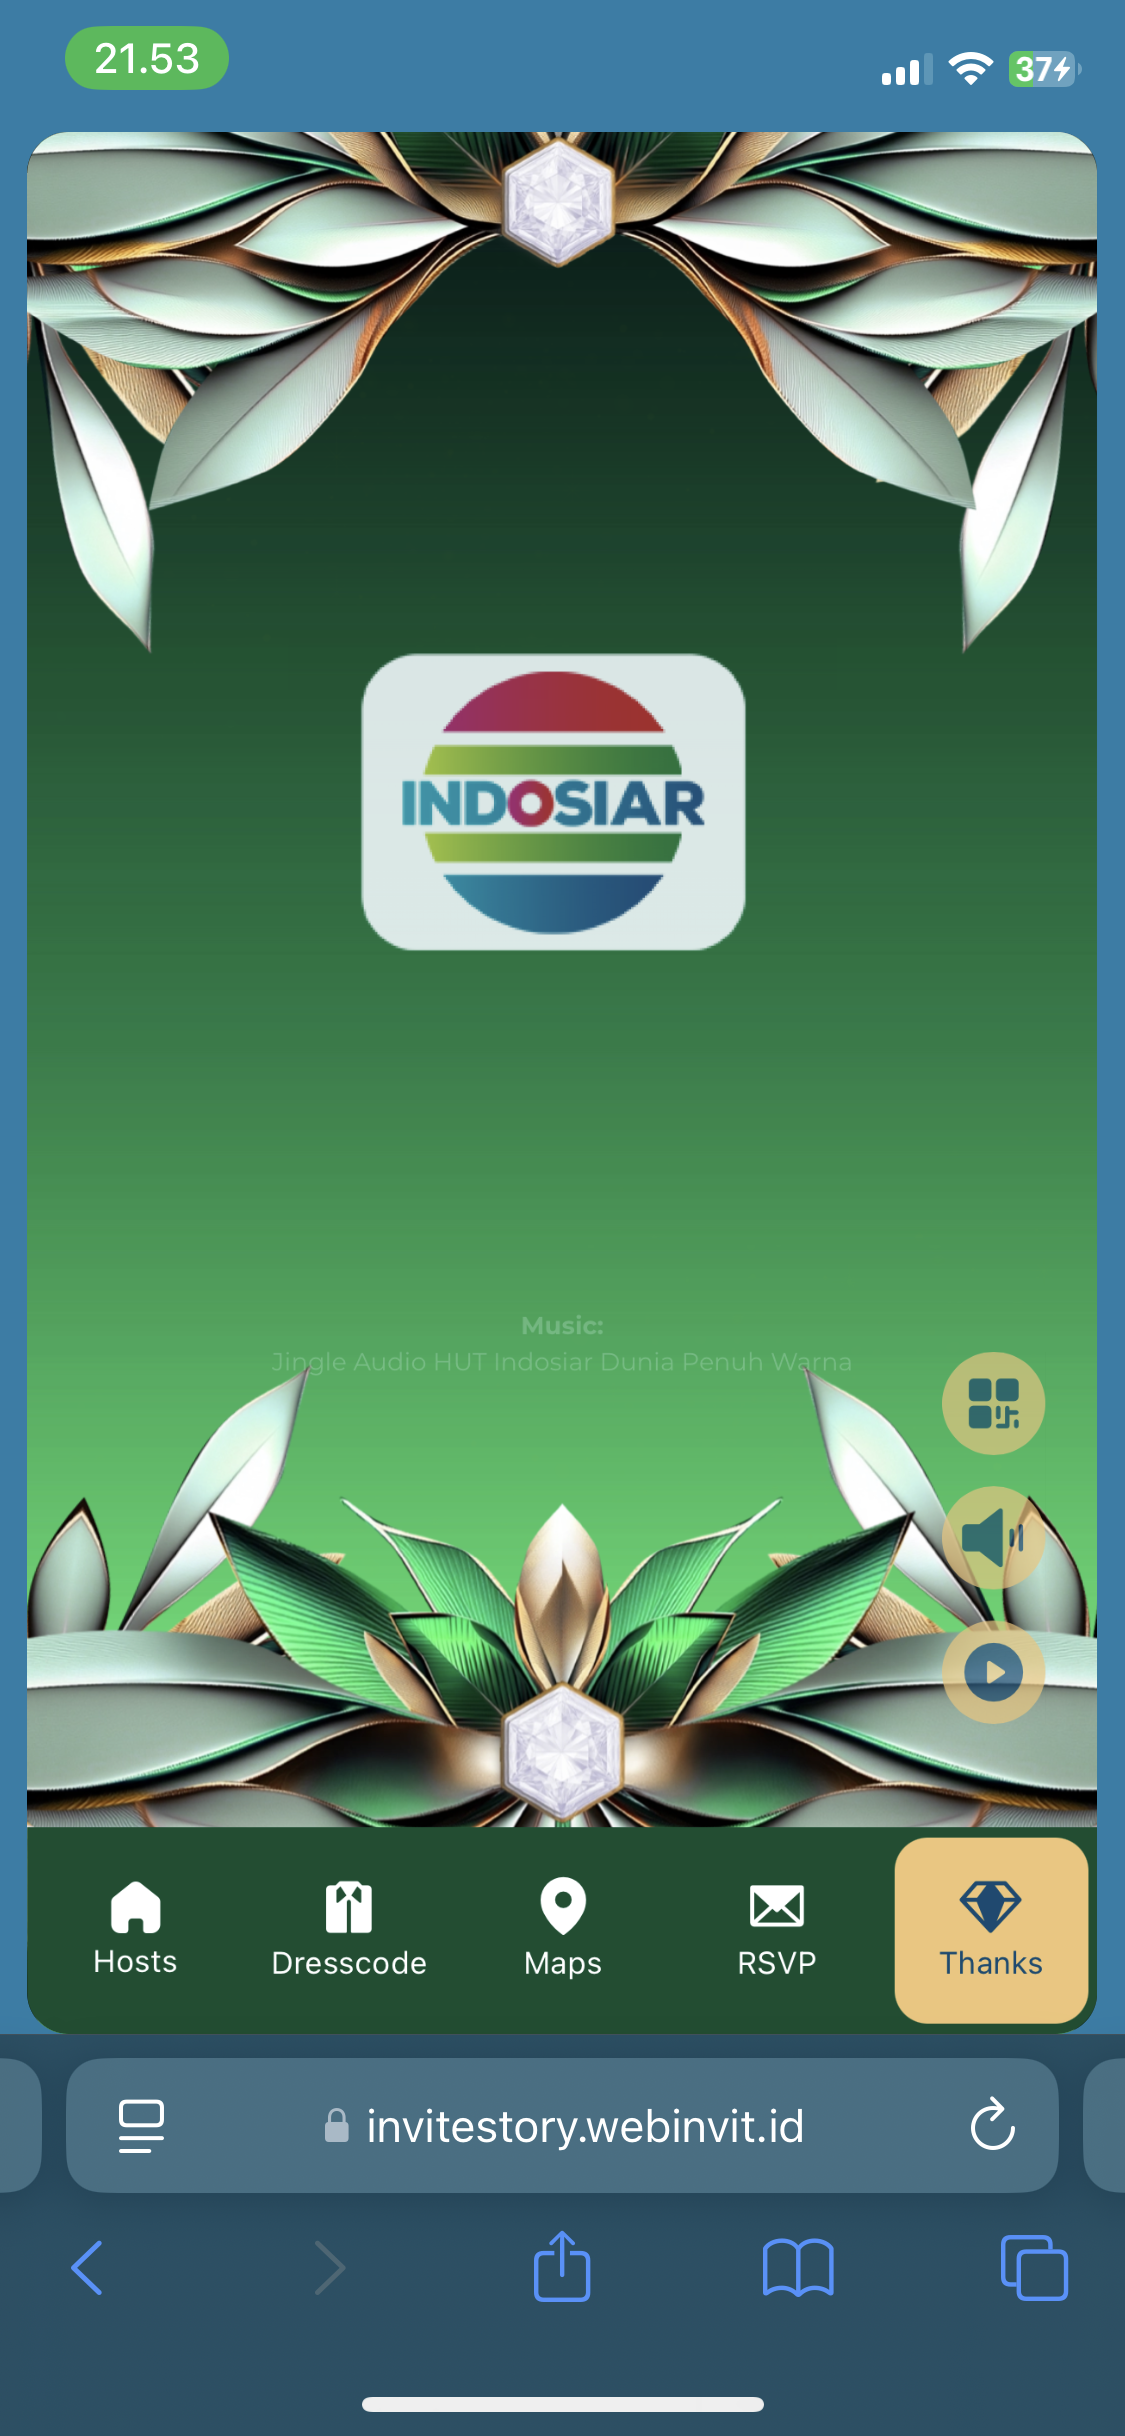 21.53
37
INDOSIAR
Music:
Jingle Audio HUT Indosiar Dunia Penuh Warna
Hosts
Dresscode
Maps
RSVP
Thanks
invitestory.webinvit.id